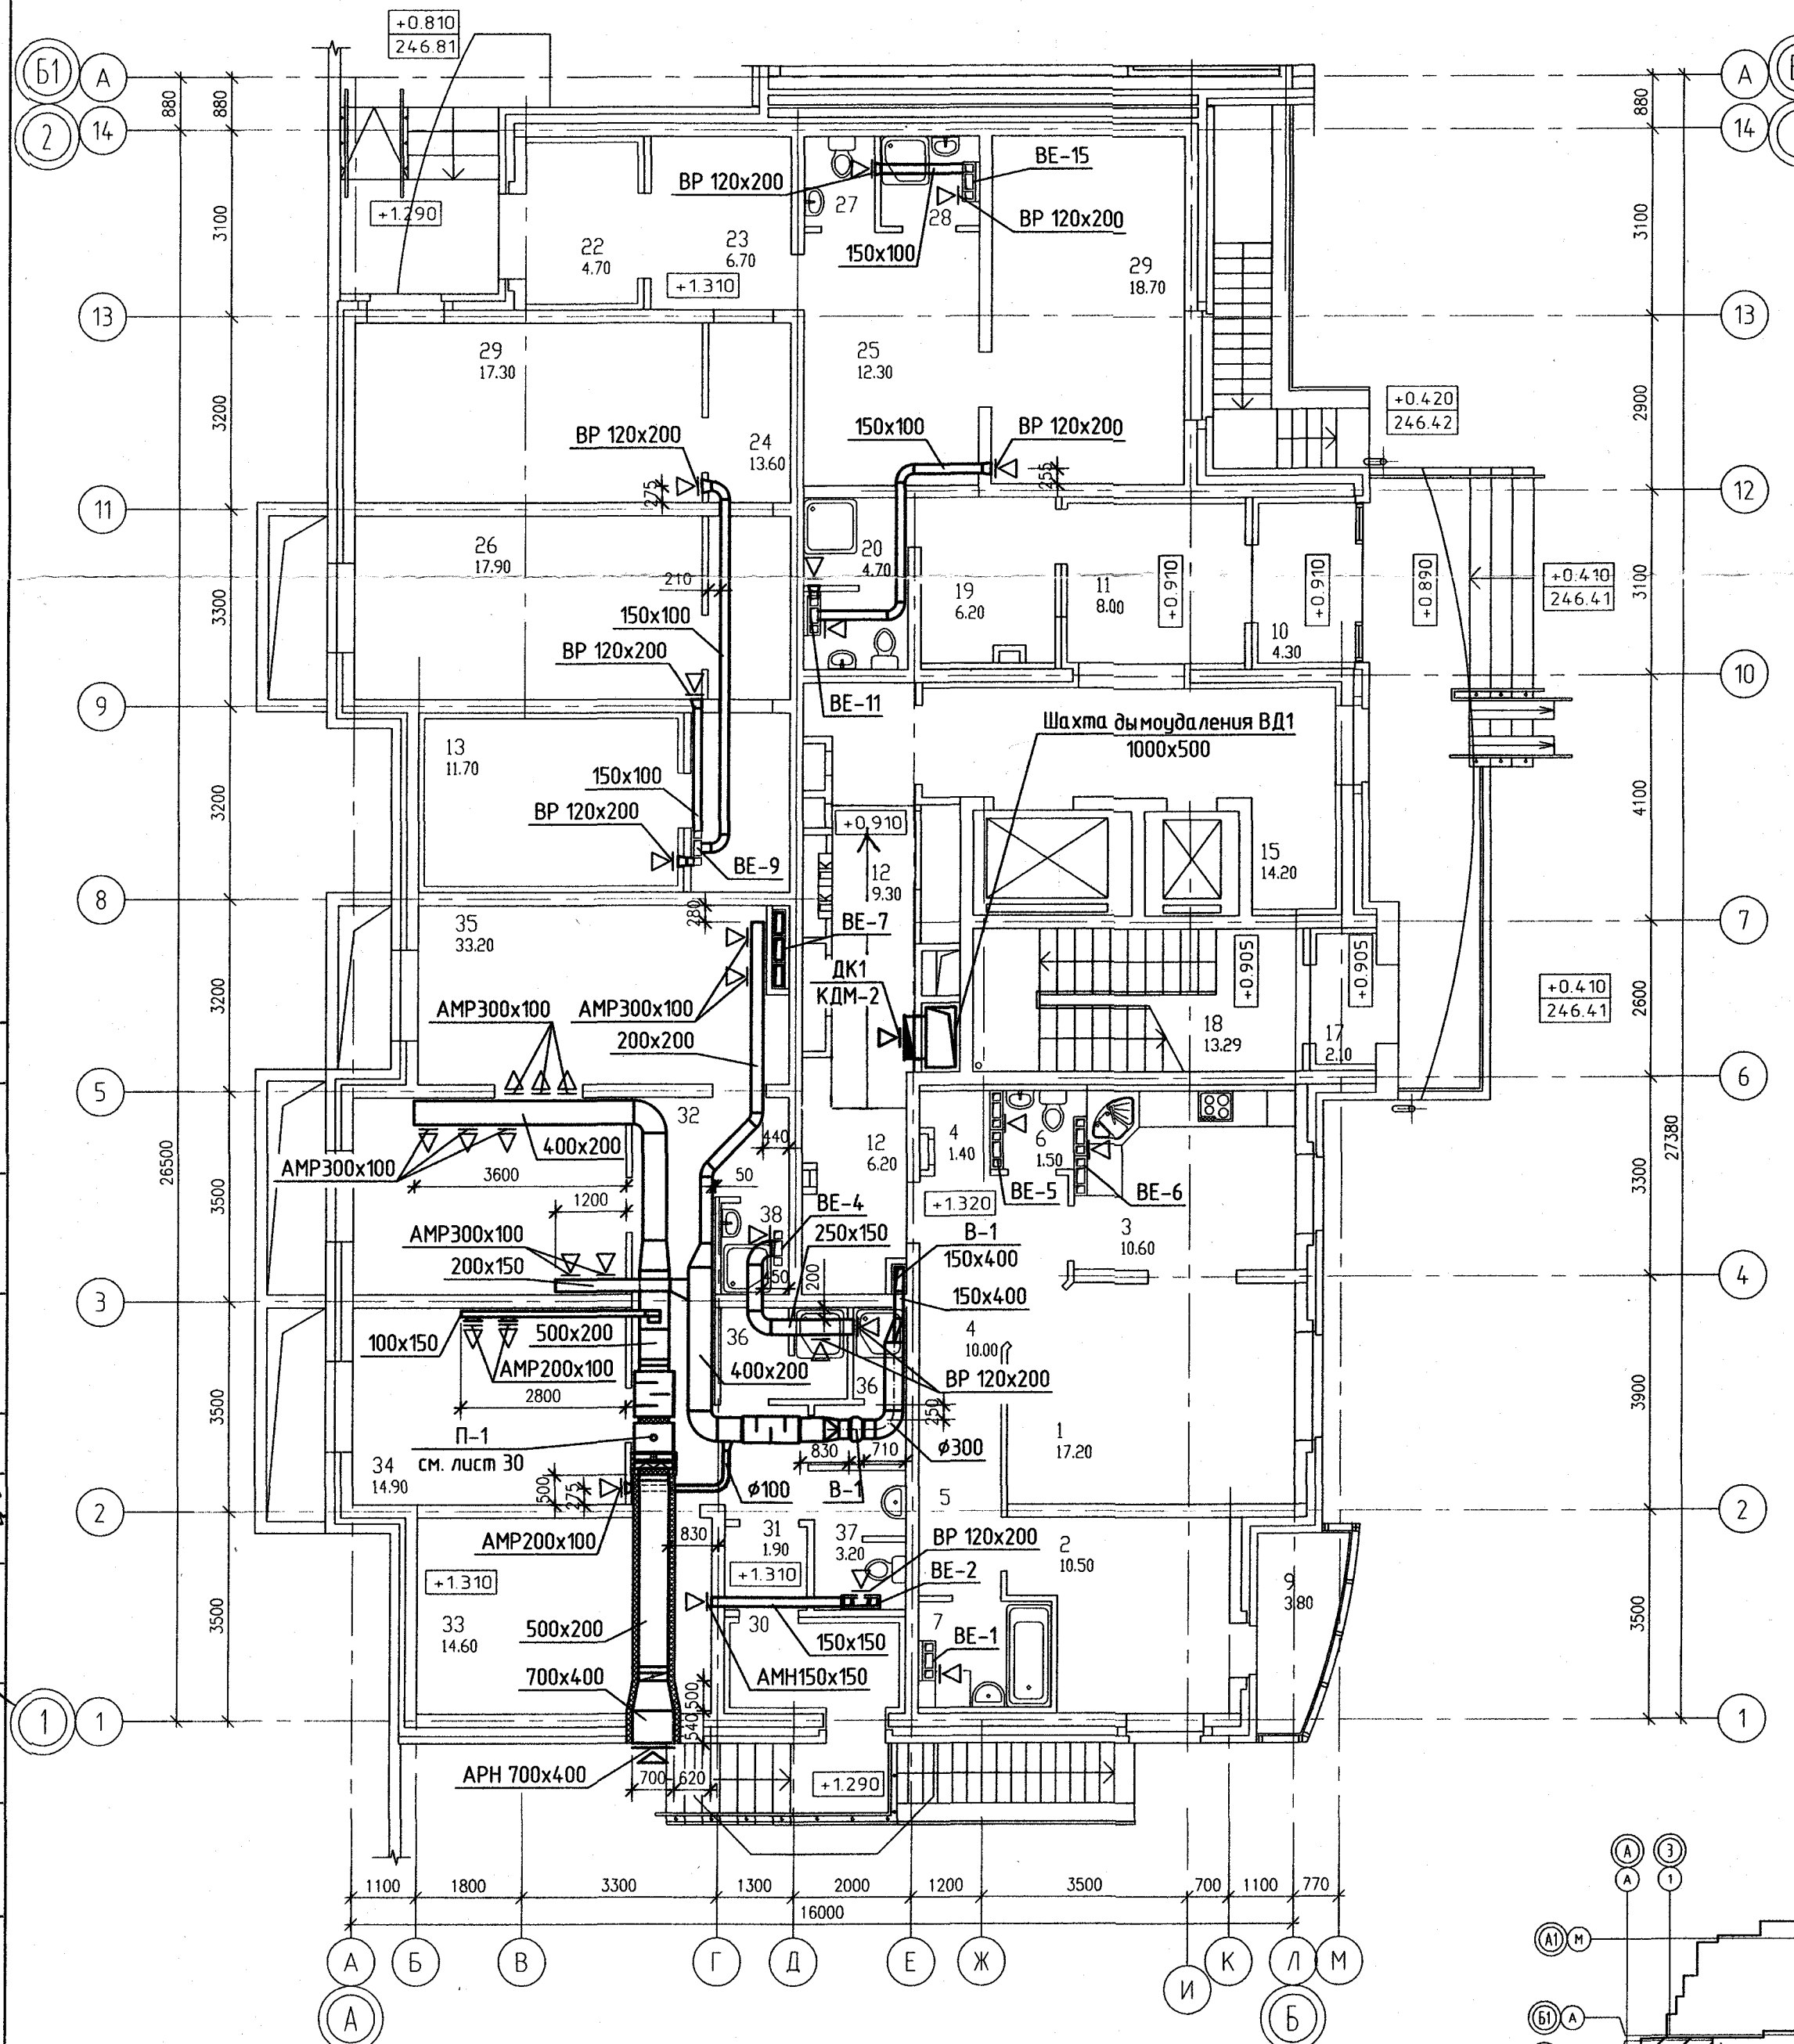 +0.810
246.81
Б1 А
2 14
А
14
880
880
880
+1.290
3100
ВР 120х200
27
28
ВЕ-15
ВР 120х200
150х100
22
4.70
23
6.70
+1.310
29
18.70
3100
13
13
29
17.30
25
12.30
3200
ВР 120х200
24
13.60
275
150х100
ВР 120х200
255
+0.420
246.42
2900
11
12
26
17.90
210
20
4.70
19
6.20
11
8.00
+0.910
10
4.30
+0.910
+0.890
+0.410
246.41
3100
3300
150х100
ВР 120х200
ВЕ-11
9
10
13
11.70
Шахта дымоудаления ВД1
1000х500
150х100
ВР 120х200
ВЕ-9
3200
+0.910
12
9.30
К
К
15
14.20
4100
8
7
280
35
33.20
ВЕ-7
ДК1
КДМ-2
АМР300х100
АМР300х100
200х200
3200
+0.905
+0.905
18
13.29
17
2.10
+0.410
246.41
2600
5
6
32
400х200
АМР300х100
3600
1200
440
50
12
6.20
4
1.40
6
1.50
ВЕ-5
ВЕ-6
+1.320
3
10.60
26500
27380
3500
3300
АМР300х100
200х150
38
ВЕ-4
250х150
450
200
В-1
150х400
150х400
3
4
100х150
500х200
АМР200х100
2800
36
400х200
36
4
10.00
ВР 120х200
250
3500
3900
П-1
см. лист 30
34
14.90
500
275
ϕ100
830
710
В-1
ϕ300
1
17.20
5
2
2
АМР200х100
830
31
1.90
37
3.20
ВР 120х200
ВЕ-2
2
10.50
+1.310
+1.310
33
14.60
500х200
30
150х150
АМН150х150
7
ВЕ-1
9
3.80
3500
3500
700х400
500
540
1 1
1
АРН 700х400
700
620
+1.290
1100
1800
3300
1300
2000
1200
3500
700
1100
770
16000
А
Б
В
Г
Д
Е
Ж
И
К
Л
М
А
Б
А
3
А
1
А1 М
Б1 А